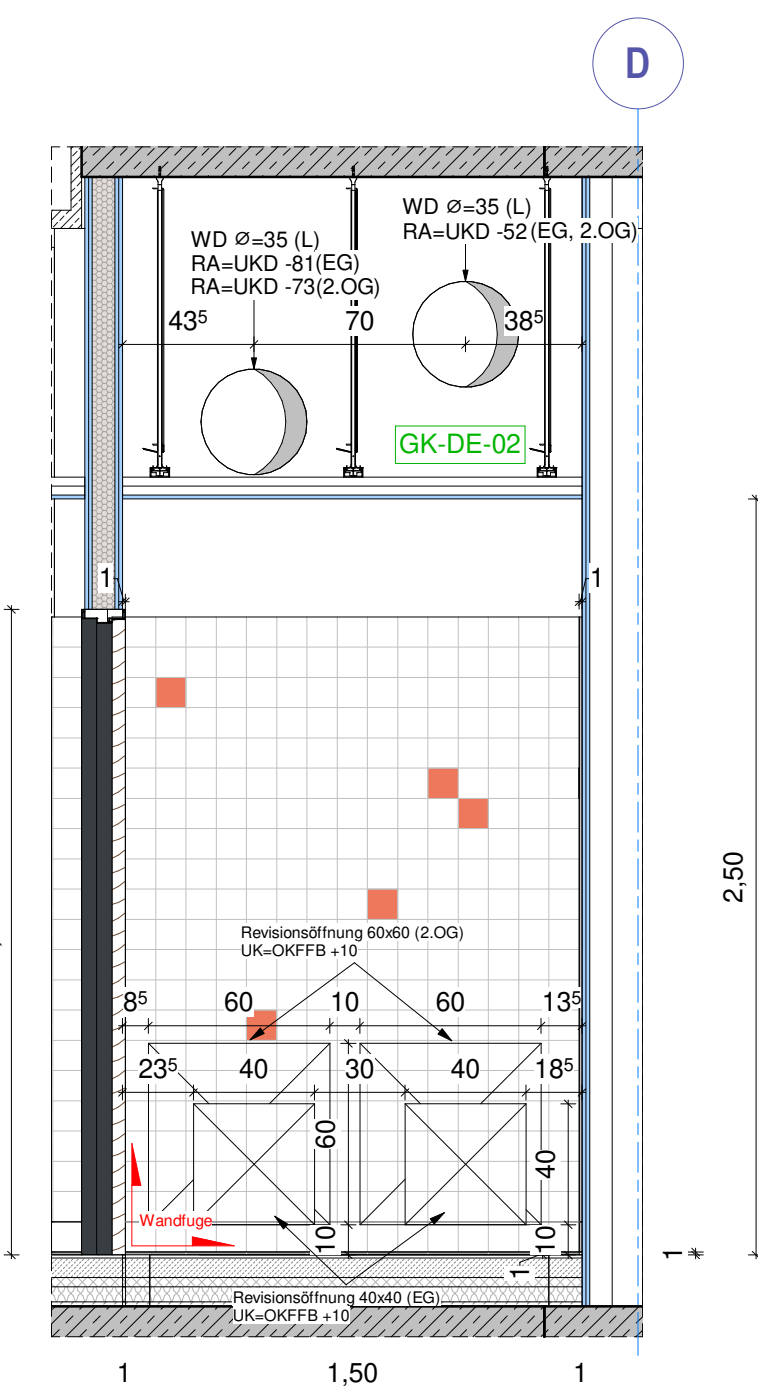 D
WD Ø=35 (L)
RA=UKD -52(EG, 2.OG)
WD Ø=35 (L)
RA=UKD -81(EG)
RA=UKD -73(2.OG)
43⁵ 70 38⁵
GK-DE-02
1 1
2,50
Revisionsöffnung 60x60 (2.OG)
UK=OKFFB +10
8⁵ 60 10 60 13⁵
23⁵ 40 30 40 18⁵
60 40
Wandfuge
10 10
1 1
Revisionsöffnung 40x40 (EG)
UK=OKFFB +10
1 1,50 1